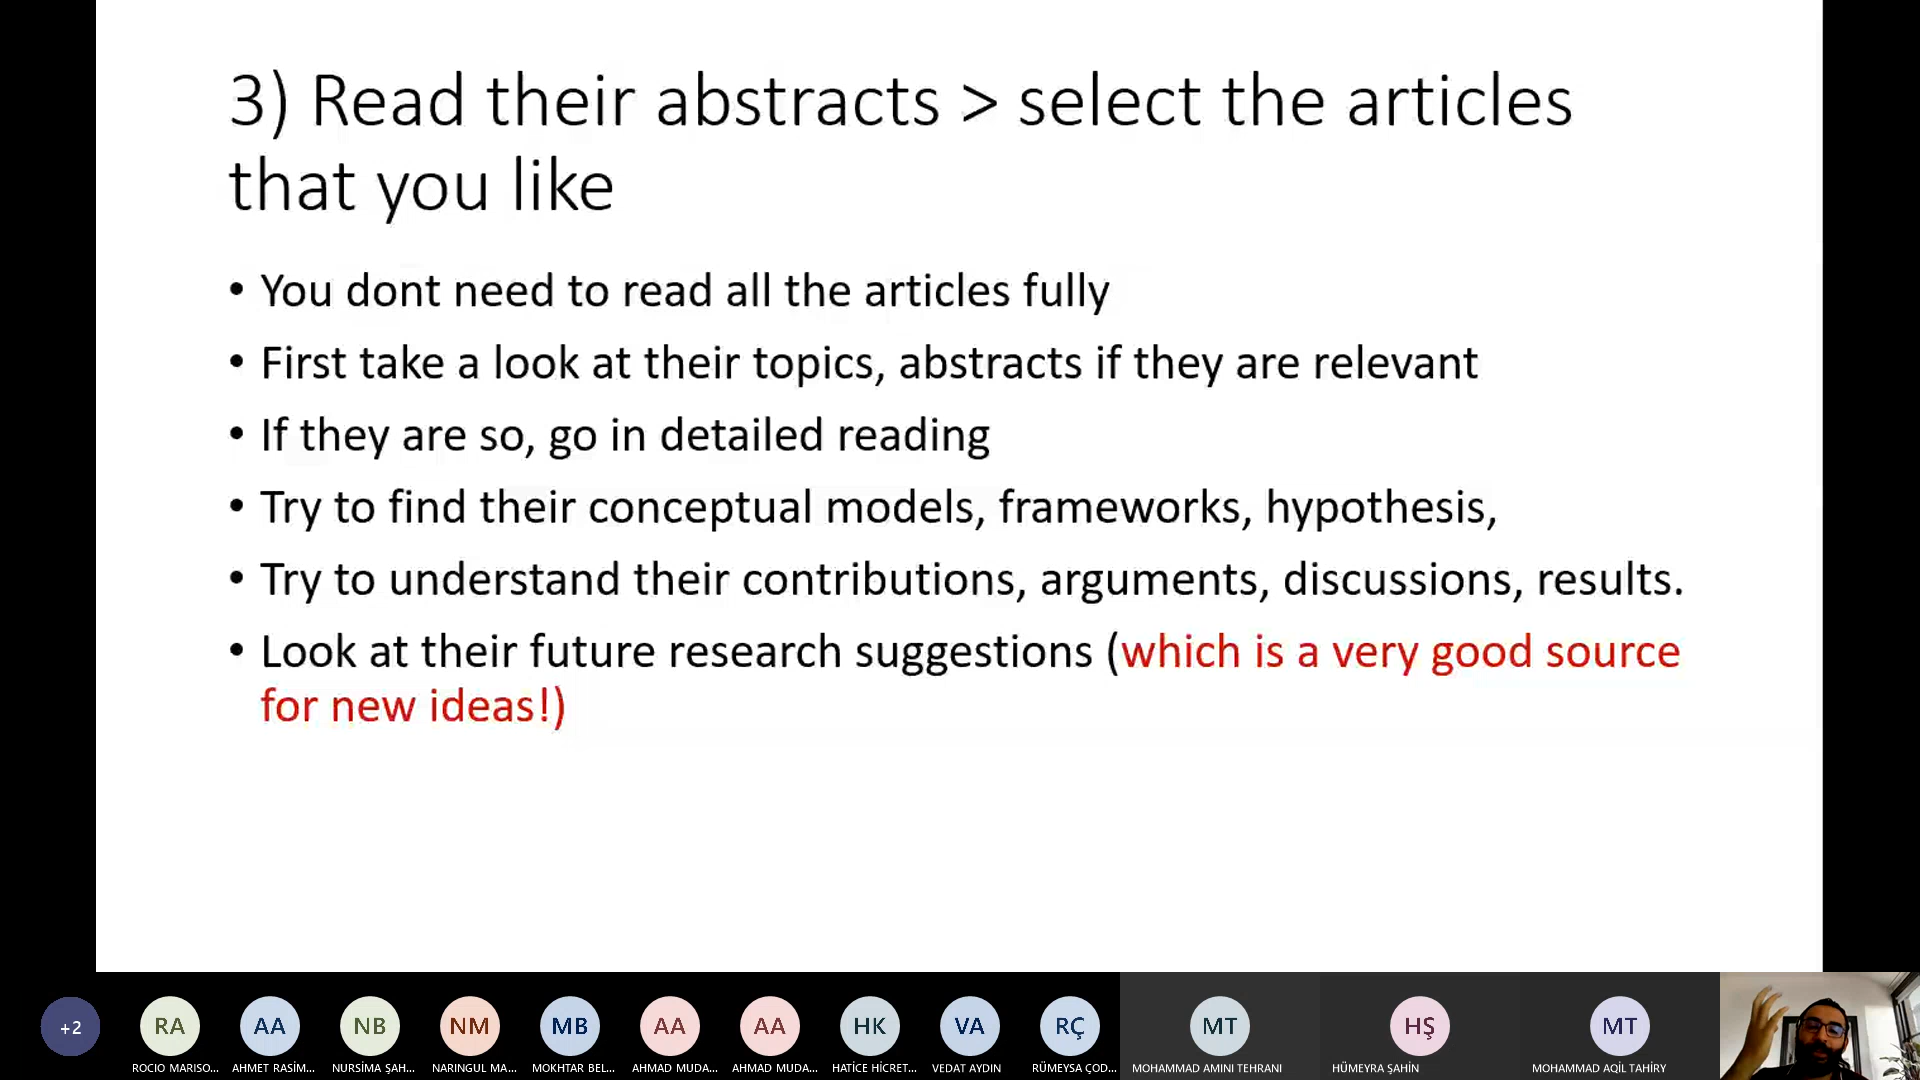 3) Read their abstracts > select the articles
that you like
• You dont need to read all the articles fully
• First take a look at their topics, abstracts if they are relevant
• If they are so, go in detailed reading
• Try to find their conceptual models, frameworks, hypothesis,
• Try to understand their contributions, arguments, discussions, results.
• Look at their future research suggestions (which is a very good source
for new ideas!)
+2
RA
AA
NB
NM
MB
AA
AA
HK
VA
RÇ
MT
HŞ
MT
ROCIO MARISO...
AHMET RASİM...
NURSİMA ŞAH...
NARINGUL MA...
MOKHTAR BEL...
AHMAD MUDA...
AHMAD MUDA...
HATİCE HİCRET...
VEDAT AYDIN
RÜMEYSA ÇOD...
MOHAMMAD AMINI TEHRANI
HÜMEYRA ŞAHİN
MOHAMMAD AQİL TAHİRY